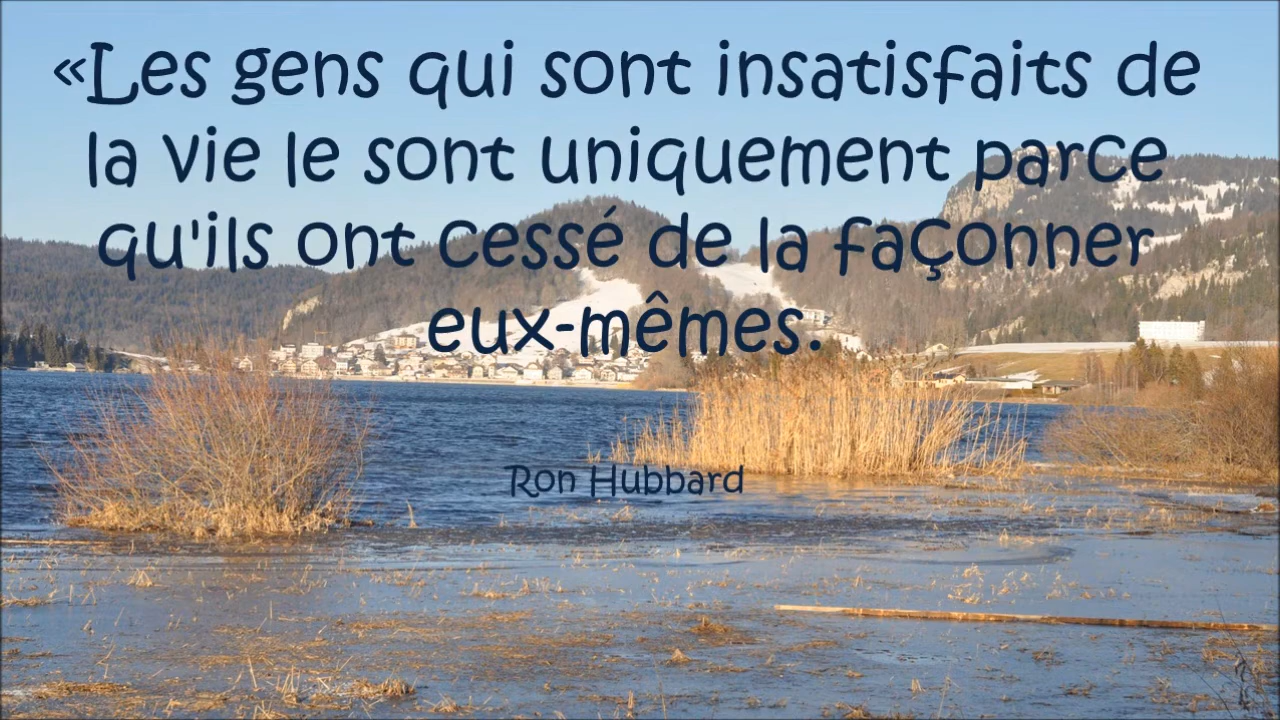 «Les gens qui sont insatisfaits de
la vie le sont uniquement parce
qu'ils ont cessé de la façonner
eux-mêmes.
Ron Hubbard